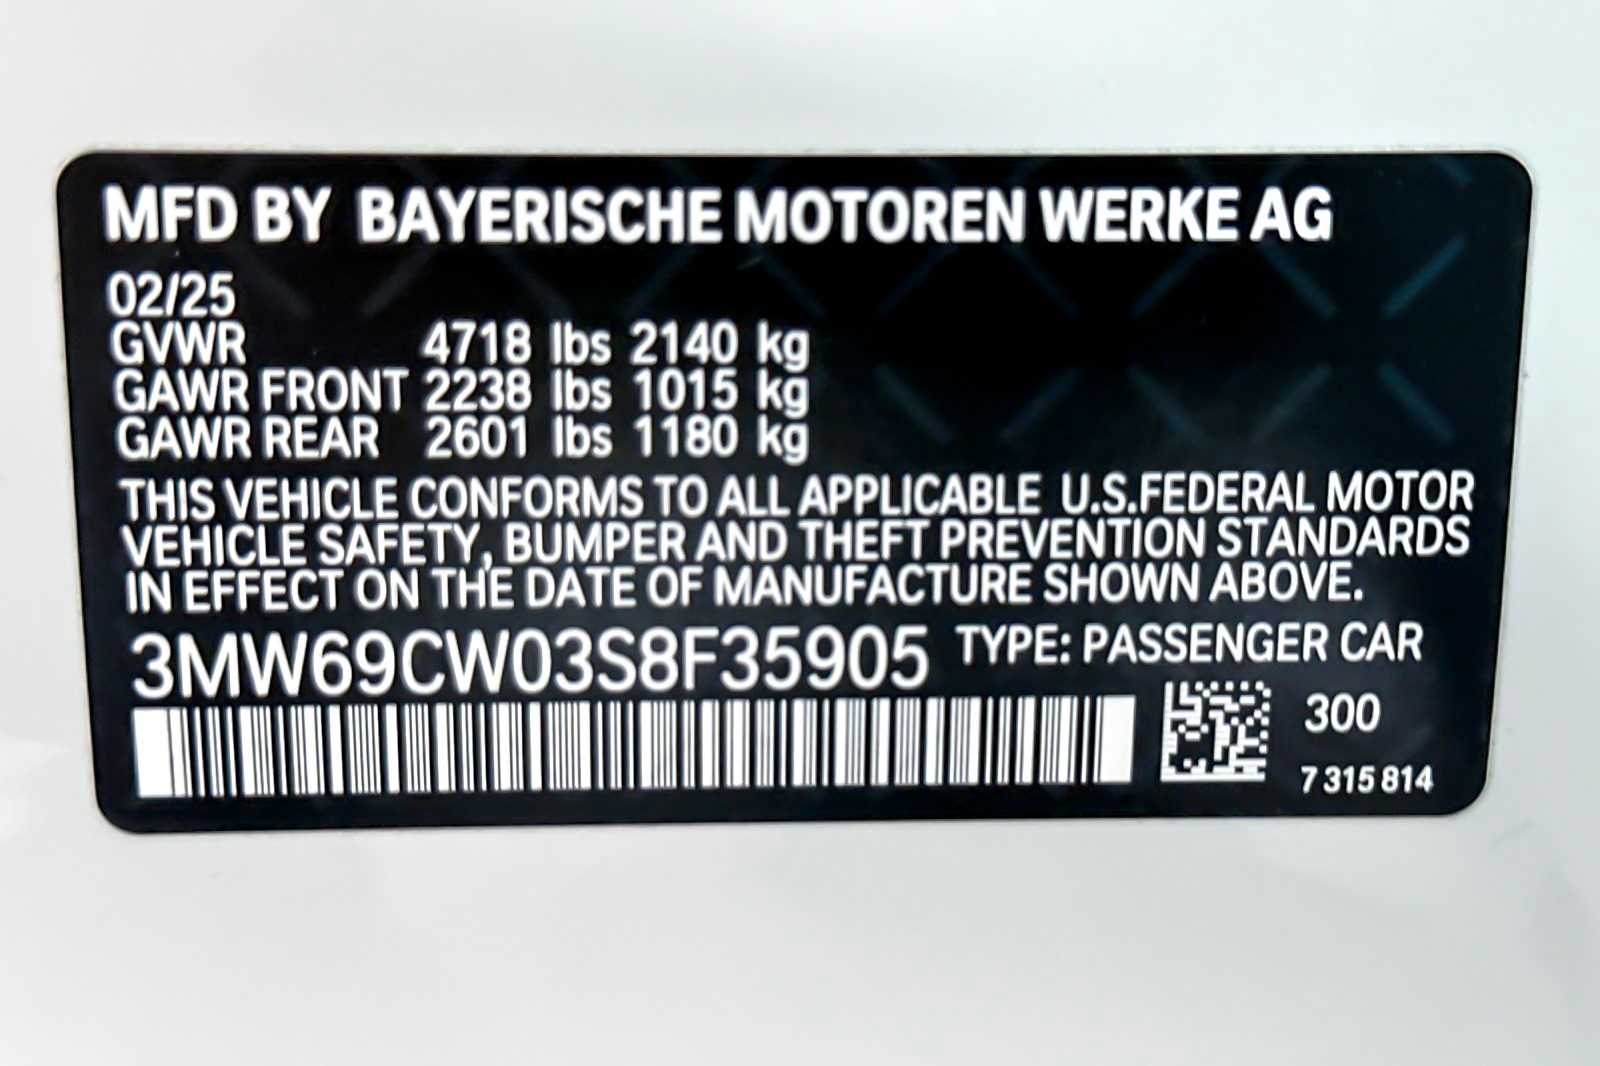 MFD BY BAYERISCHE MOTOREN WERKE AG
02/25
GVWR 4718 lbs 2140 kg
GAWR FRONT 2238 lbs 1015 kg
GAWR REAR 2601 lbs 1180 kg
THIS VEHICLE CONFORMS TO ALL APPLICABLE U.S.FEDERAL MOTOR
VEHICLE SAFETY, BUMPER AND THEFT PREVENTION STANDARDS
IN EFFECT ON THE DATE OF MANUFACTURE SHOWN ABOVE.
3MW69CW03S8F35905 TYPE: PASSENGER CAR
300
7 315 814